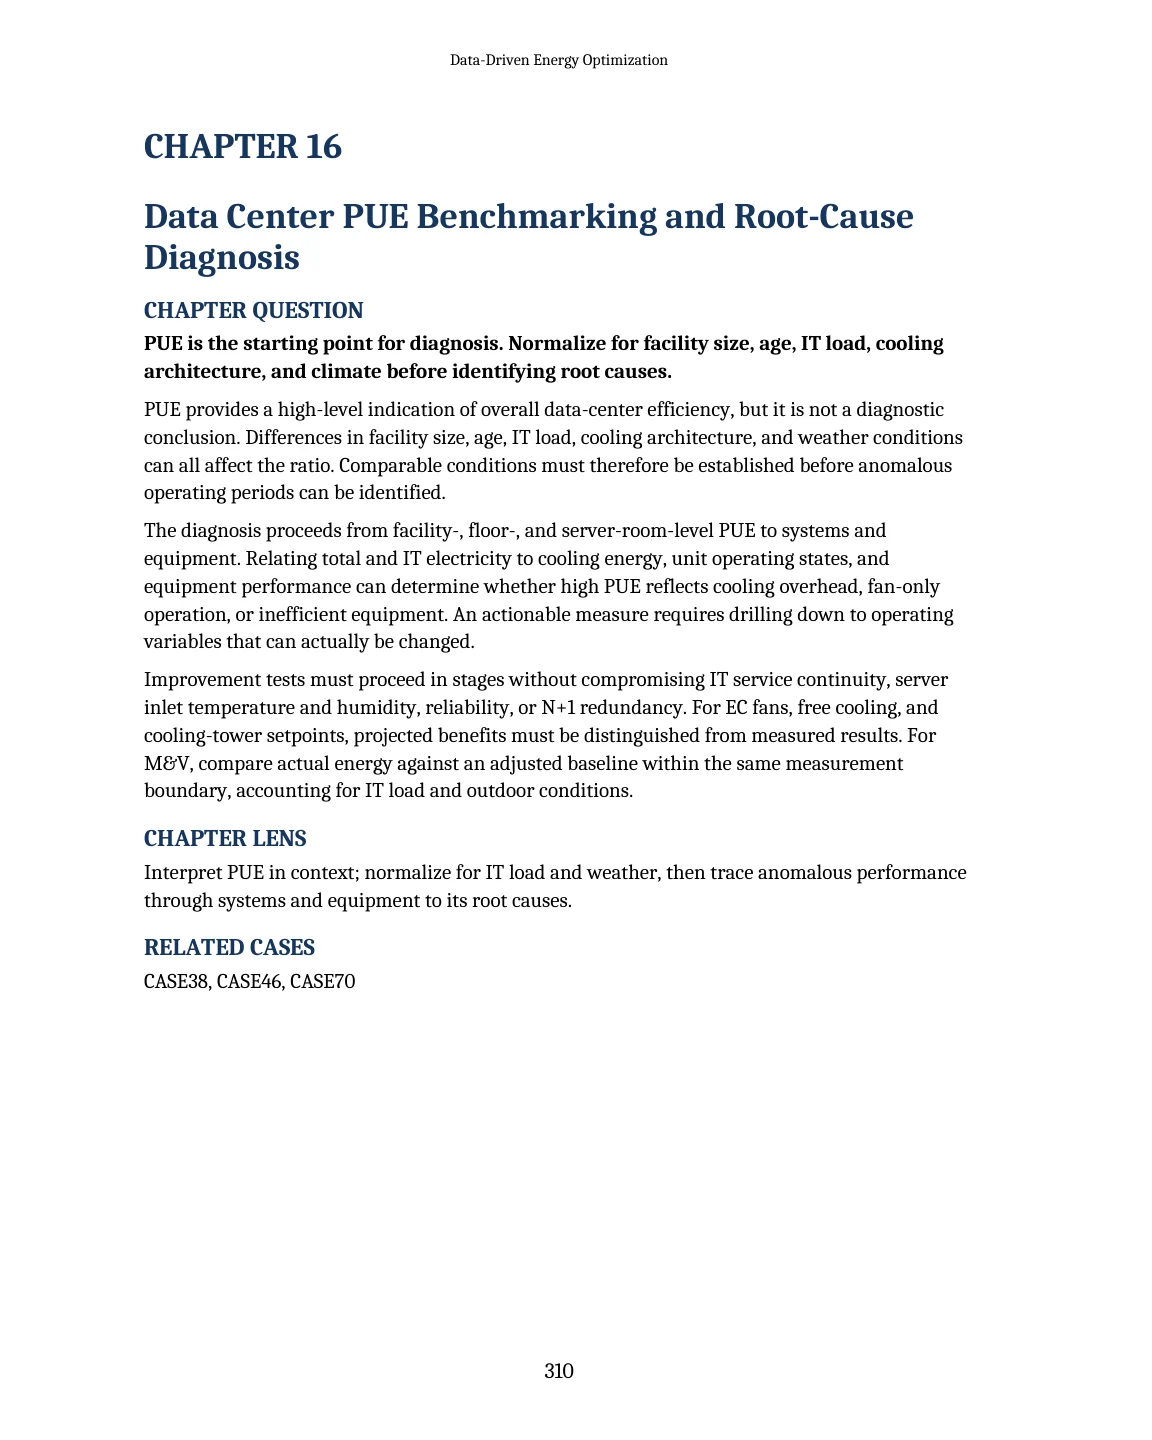 Data-Driven Energy Optimization
CHAPTER 16
Data Center PUE Benchmarking and Root-Cause
Diagnosis
CHAPTER QUESTION
PUE is the starting point for diagnosis. Normalize for facility size, age, IT load, cooling
architecture, and climate before identifying root causes.
PUE provides a high-level indication of overall data-center efficiency, but it is not a diagnostic
conclusion. Differences in facility size, age, IT load, cooling architecture, and weather conditions
can all affect the ratio. Comparable conditions must therefore be established before anomalous
operating periods can be identified.
The diagnosis proceeds from facility-, floor-, and server-room-level PUE to systems and
equipment. Relating total and IT electricity to cooling energy, unit operating states, and
equipment performance can determine whether high PUE reflects cooling overhead, fan-only
operation, or inefficient equipment. An actionable measure requires drilling down to operating
variables that can actually be changed.
Improvement tests must proceed in stages without compromising IT service continuity, server
inlet temperature and humidity, reliability, or N+1 redundancy. For EC fans, free cooling, and
cooling-tower setpoints, projected benefits must be distinguished from measured results. For
M&V, compare actual energy against an adjusted baseline within the same measurement
boundary, accounting for IT load and outdoor conditions.
CHAPTER LENS
Interpret PUE in context; normalize for IT load and weather, then trace anomalous performance
through systems and equipment to its root causes.
RELATED CASES
CASE38, CASE46, CASE70
310